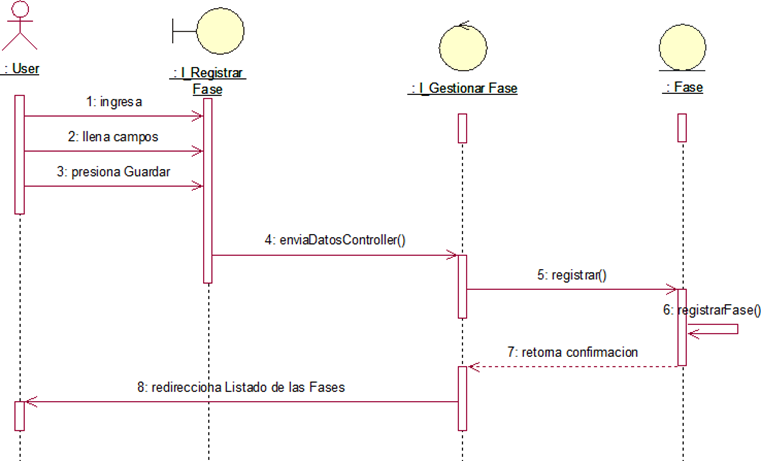 : User
: I_Registrar
Fase
: I_Gestionar Fase
: Fase
1: ingresa
2: llena campos
3: presiona Guardar
4: enviaDatosController()
5: registrar()
6: registrarFase()
7: retorna confirmacion
8: redirecciona Listado de las Fases